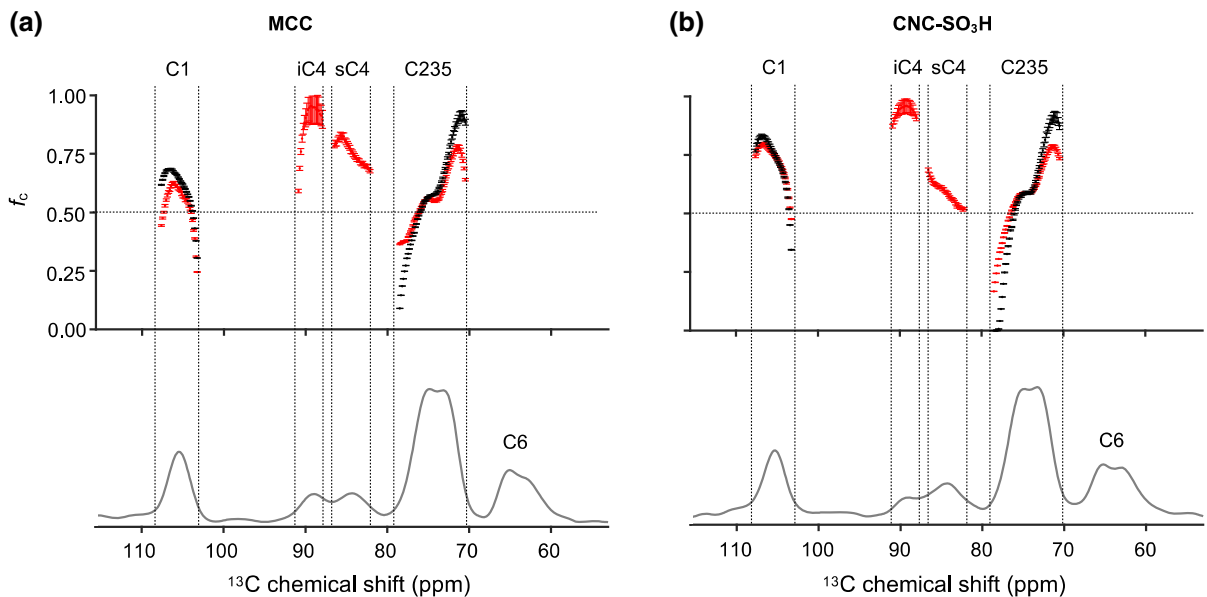 (a) MCC
C1 iC4 sC4 C235
1.00
0.75
fc
0.50
0.25
0.00
C6
110 100 90 80 70 60
13C chemical shift (ppm)
(b) CNC-SO3H
C1 iC4 sC4 C235
C6
110 100 90 80 70 60
13C chemical shift (ppm)